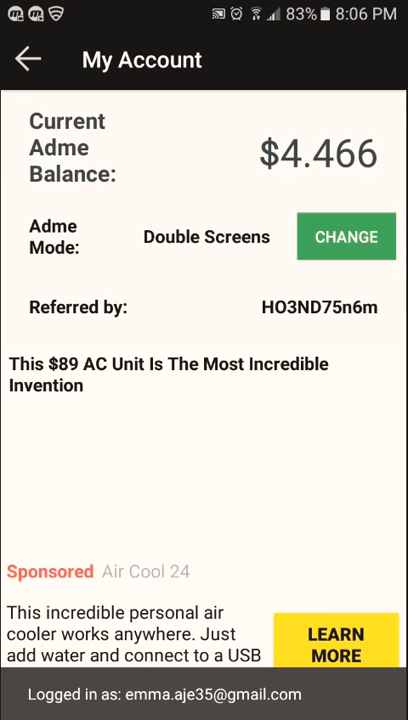 83% 8:06 PM
My Account
Current
Adme
Balance:
$4.466
Adme
Mode:
Double Screens
CHANGE
Referred by:
HO3ND75n6m
This $89 AC Unit Is The Most Incredible
Invention
Sponsored Air Cool 24
This incredible personal air
cooler works anywhere. Just
add water and connect to a USB
LEARN
MORE
Logged in as: emma.aje35@gmail.com